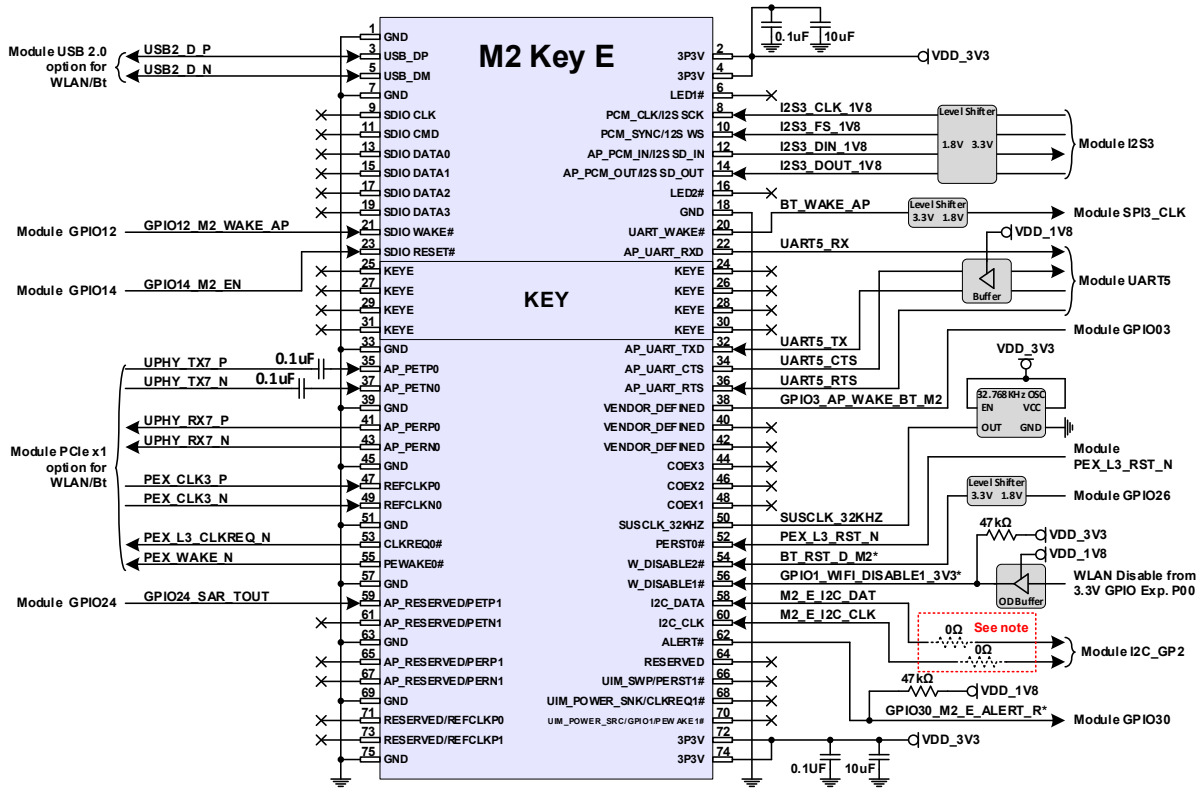 M2 Key E
KEY
Module USB 2.0
option for
WLAN/Bt
USB2_D_P
USB2_D_N
Module GPIO12
GPIO12_M2_WAKE_AP
Module GPIO14
GPIO14_M2_EN
UPHY_TX7_P
0.1uF
UPHY_TX7_N
0.1uF
UPHY_RX7_P
UPHY_RX7_N
Module PCIe x1
option for
WLAN/Bt
PEX_CLK3_P
PEX_CLK3_N
PEX_L3_CLKREQ_N
PEX_WAKE_N
Module GPIO24
GPIO24_SAR_TOUT
1 GND
3 USB_DP
5 USB_DM
7 GND
9 SDIO CLK
11 SDIO CMD
13 SDIO DATA0
15 SDIO DATA1
17 SDIO DATA2
19 SDIO DATA3
21 SDIO WAKE#
23 SDIO RESET#
25 KEYE
27 KEYE
29 KEYE
31 KEYE
33 GND
35 AP_PETP0
37 AP_PETN0
39 GND
41 AP_PERP0
43 AP_PERN0
45 GND
47 REFCLKP0
49 REFCLKN0
51 GND
53 CLKREQ0#
55 PEWAKE0#
57 GND
59 AP_RESERVED/PETP1
61 AP_RESERVED/PETN1
63 GND
65 AP_RESERVED/PERP1
67 AP_RESERVED/PERN1
69 GND
71 RESERVED/REFCLKP0
73 RESERVED/REFCLKP1
75 GND
3P3V 2
3P3V 4
LED1# 6
PCM_CLK/I2S SCK 8
PCM_SYNC/12S WS 10
AP_PCM_IN/I2S SD_IN 12
AP_PCM_OUT/I2S SD_OUT 14
LED2# 16
GND 18
UART_WAKE# 20
AP_UART_RXD 22
KEYE 24
KEYE 26
KEYE 28
KEYE 30
AP_UART_TXD 32
AP_UART_CTS 34
AP_UART_RTS 36
VENDOR_DEFINED 38
VENDOR_DEFINED 40
VENDOR_DEFINED 42
COEX3 44
COEX2 46
COEX1 48
SUSCLK_32KHZ 50
PERST0# 52
W_DISABLE2# 54
W_DISABLE1# 56
I2C_DATA 58
I2C_CLK 60
ALERT# 62
RESERVED 64
UIM_SWP/PERST1# 66
UIM_POWER_SNK/CLKREQ1# 68
UIM_POWER_SRC/GPIO1/PEWAKE1# 70
3P3V 72
3P3V 74
0.1uF
10uF
VDD_3V3
I2S3_CLK_1V8
I2S3_FS_1V8
I2S3_DIN_1V8
I2S3_DOUT_1V8
Level Shifter
1.8V 3.3V
Module I2S3
BT_WAKE_AP
Level Shifter
3.3V 1.8V
Module SPI3_CLK
UART5_RX
VDD_1V8
Buffer
Module UART5
UART5_TX
UART5_CTS
UART5_RTS
Module GPIO03
GPIO3_AP_WAKE_BT_M2
VDD_3V3
32.768KHz OSC
EN VCC
OUT GND
Module
PEX_L3_RST_N
Level Shifter
3.3V 1.8V
Module GPIO26
SUSCLK_32KHZ
PEX_L3_RST_N
BT_RST_D_M2*
GPIO1_WIFI_DISABLE1_3V3*
47kΩ
VDD_3V3
VDD_1V8
OD Buffer
WLAN Disable from
3.3V GPIO Exp. P00
M2_E_I2C_DAT
M2_E_I2C_CLK
0Ω
See note
0Ω
Module I2C_GP2
47kΩ
VDD_1V8
GPIO30_M2_E_ALERT_R*
Module GPIO30
VDD_3V3
0.1UF
10uF